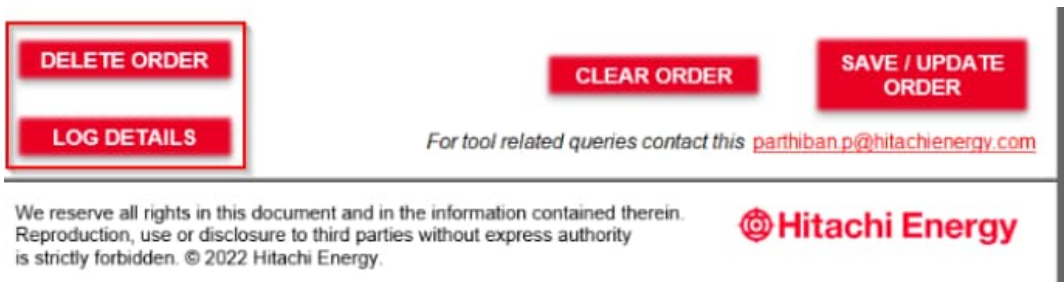 DELETE ORDER
CLEAR ORDER
SAVE / UPDATE
ORDER
LOG DETAILS
For tool related queries contact this parthiban.p@hitachienergy.com
We reserve all rights in this document and in the information contained therein.
Reproduction, use or disclosure to third parties without express authority
is strictly forbidden. © 2022 Hitachi Energy.
Hitachi Energy